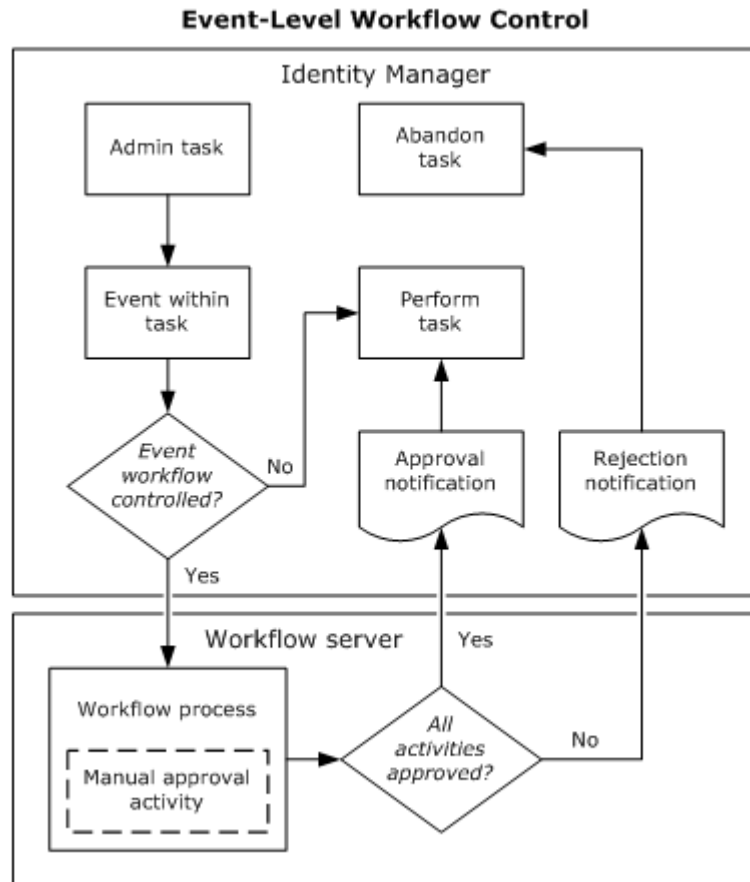 Event-Level Workflow Control
Identity Manager
Admin task
Abandon
task
Event within
task
Perform
task
Event
workflow
controlled?
No
Approval
notification
Rejection
notification
Yes
Workflow server
Yes
Workflow process
Manual approval
activity
All
activities
approved?
No